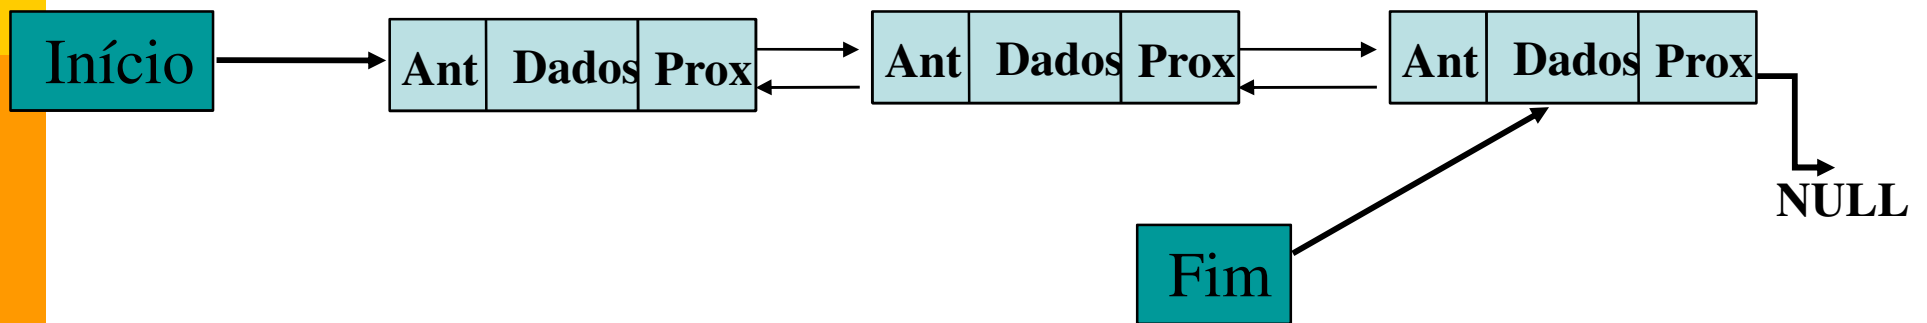 Início
Ant Dados Prox
Ant Dados Prox
Ant Dados Prox
NULL
Fim